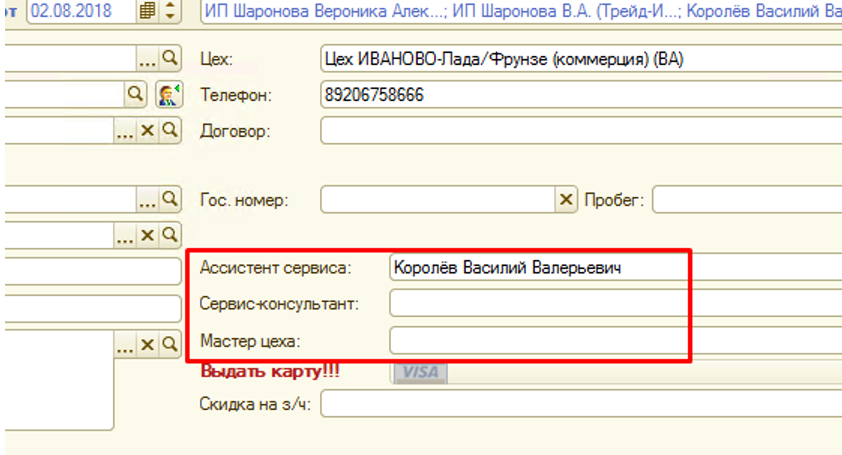 от 02.08.2018 ИП Шаронова Вероника Алек...; ИП Шаронова В.А. (Трейд-И...; Королёв Василий Ва
Цех: Цех ИВАНОВО-Лада/Фрунзе (коммерция) (ВА)
Телефон: 89206758666
Договор:
Гос. номер: Пробег:
Ассистент сервиса: Королёв Василий Валерьевич
Сервис-консультант:
Мастер цеха:
Выдать карту!!! VISA
Скидка на з/ч: